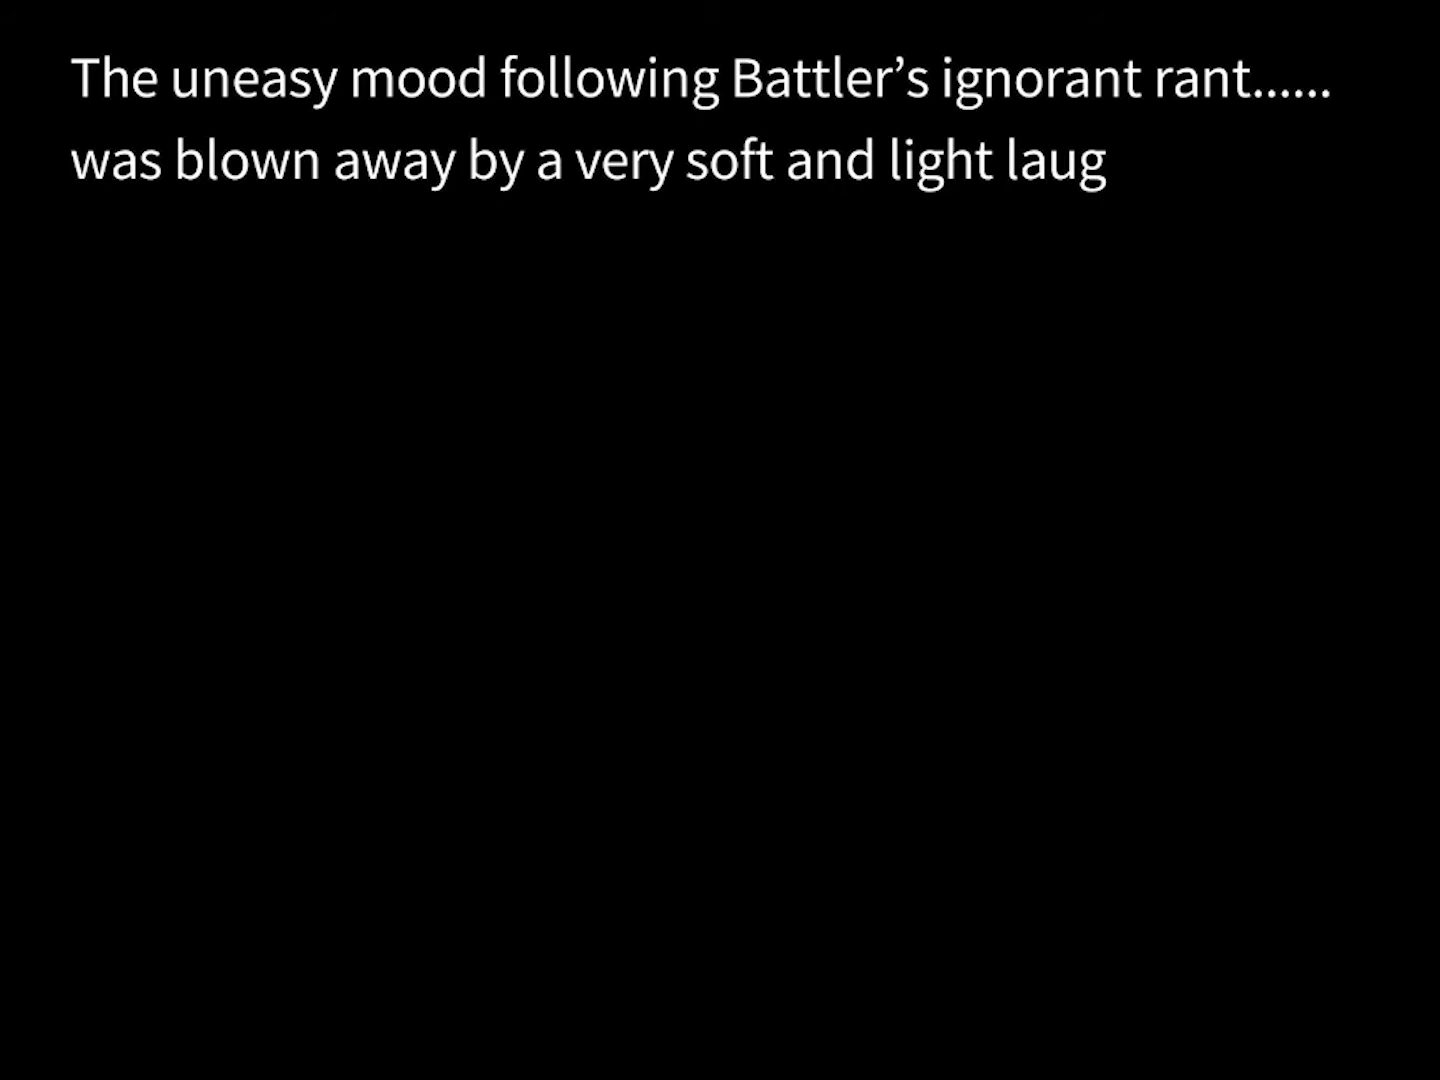 The uneasy mood following Battler’s ignorant rant......
was blown away by a very soft and light laug